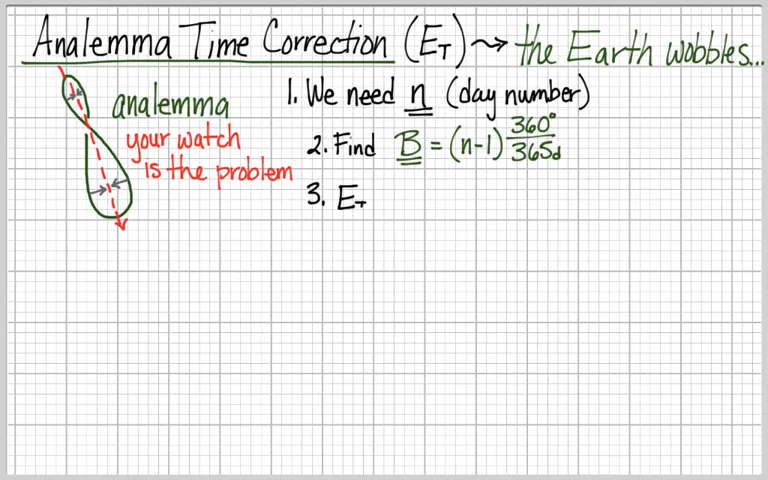 Analemma Time Correction (E_T) ⤳ the Earth wobbles...
analemma
your watch
is the problem
1. We need n (day number)
2. Find B = (n-1) 360°/365d
3. E_T